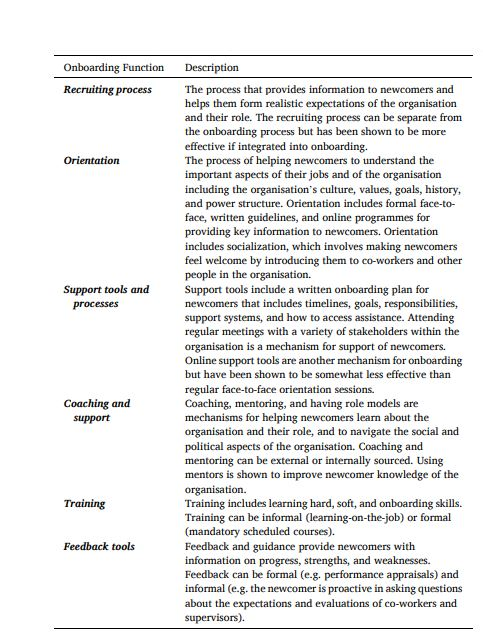 Onboarding Function Description
Recruiting process The process that provides information to newcomers and
helps them form realistic expectations of the organisation
and their role. The recruiting process can be separate from
the onboarding process but has been shown to be more
effective if integrated into onboarding.
Orientation The process of helping newcomers to understand the
important aspects of their jobs and of the organisation
including the organisation's culture, values, goals, history,
and power structure. Orientation includes formal face-to-
face, written guidelines, and online programmes for
providing key information to newcomers. Orientation
includes socialization, which involves making newcomers
feel welcome by introducing them to co-workers and other
people in the organisation.
Support tools and Support tools include a written onboarding plan for
processes newcomers that includes timelines, goals, responsibilities,
support systems, and how to access assistance. Attending
regular meetings with a variety of stakeholders within the
organisation is a mechanism for support of newcomers.
Online support tools are another mechanism for onboarding
but have been shown to be somewhat less effective than
regular face-to-face orientation sessions.
Coaching and Coaching, mentoring, and having role models are
support mechanisms for helping newcomers learn about the
organisation and their role, and to navigate the social and
political aspects of the organisation. Coaching and
mentoring can be external or internally sourced. Using
mentors is shown to improve newcomer knowledge of the
organisation.
Training Training includes learning hard, soft, and onboarding skills.
Training can be informal (learning-on-the-job) or formal
(mandatory scheduled courses).
Feedback tools Feedback and guidance provide newcomers with
information on progress, strengths, and weaknesses.
Feedback can be formal (e.g. performance appraisals) and
informal (e.g. the newcomer is proactive in asking questions
about the expectations and evaluations of co-workers and
supervisors).